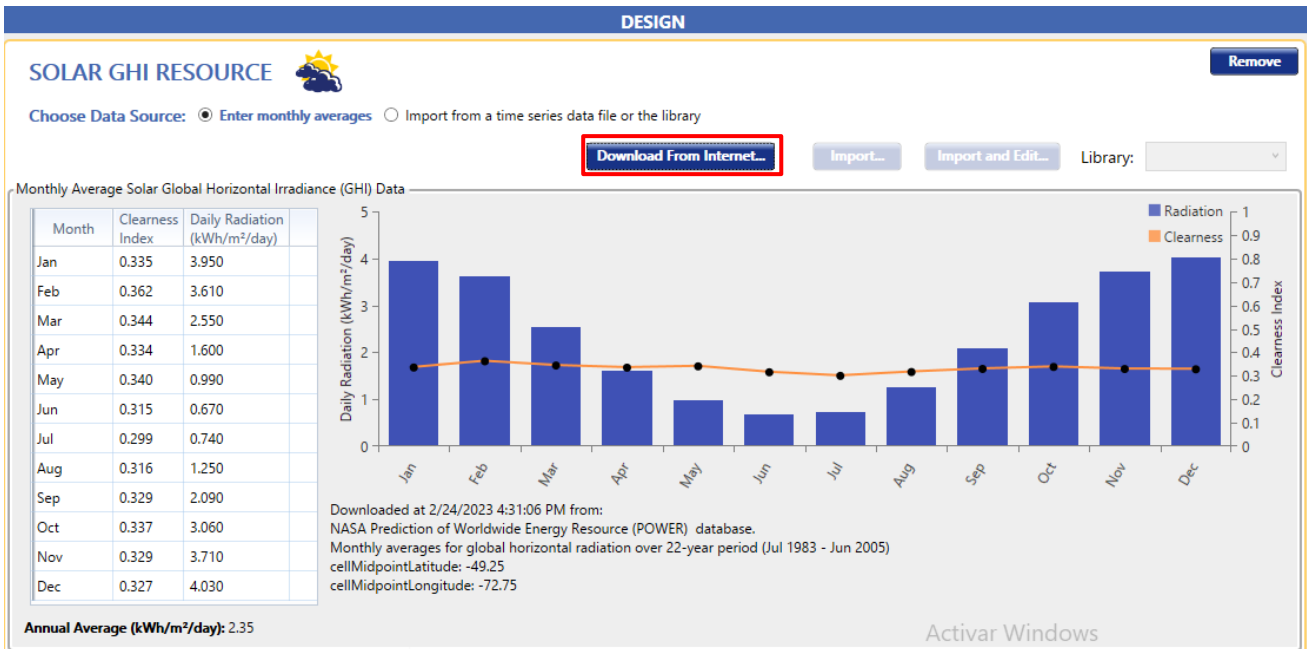 DESIGN
SOLAR GHI RESOURCE
Remove
Choose Data Source: Enter monthly averages Import from a time series data file or the library
Download From Internet... Import... Import and Edit... Library:
Monthly Average Solar Global Horizontal Irradiance (GHI) Data
Month Clearness Index Daily Radiation (kWh/m²/day)
Jan 0.335 3.950
Feb 0.362 3.610
Mar 0.344 2.550
Apr 0.334 1.600
May 0.340 0.990
Jun 0.315 0.670
Jul 0.299 0.740
Aug 0.316 1.250
Sep 0.329 2.090
Oct 0.337 3.060
Nov 0.329 3.710
Dec 0.327 4.030
Daily Radiation (kWh/m²/day)
5
4
3
2
1
0
Radiation
Clearness
1
0.9
0.8
0.7
0.6
0.5
0.4
0.3
0.2
0.1
0
Clearness Index
Jan Feb Mar Apr May Jun Jul Aug Sep Oct Nov Dec
Downloaded at 2/24/2023 4:31:06 PM from:
NASA Prediction of Worldwide Energy Resource (POWER) database.
Monthly averages for global horizontal radiation over 22-year period (Jul 1983 - Jun 2005)
cellMidpointLatitude: -49.25
cellMidpointLongitude: -72.75
Annual Average (kWh/m²/day): 2.35
Activar Windows